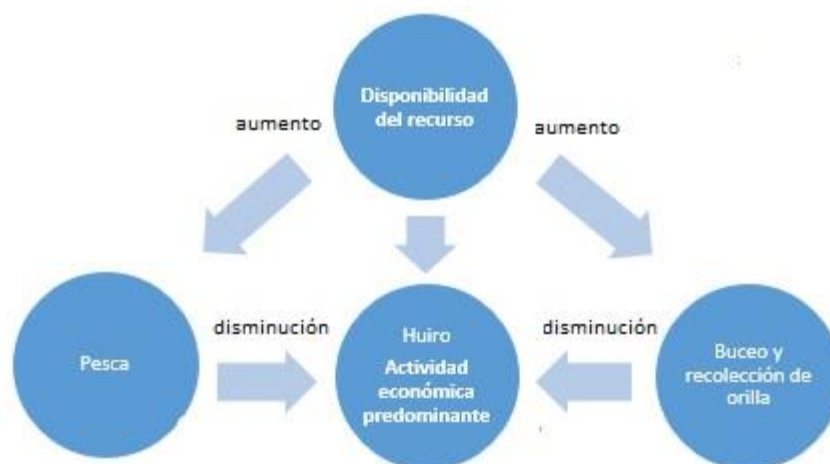 Disponibilidad
del recurso
aumento
aumento
disminución
disminución
Pesca
Huiro
Actividad
económica
predominante
Buceo y
recolección de
orilla